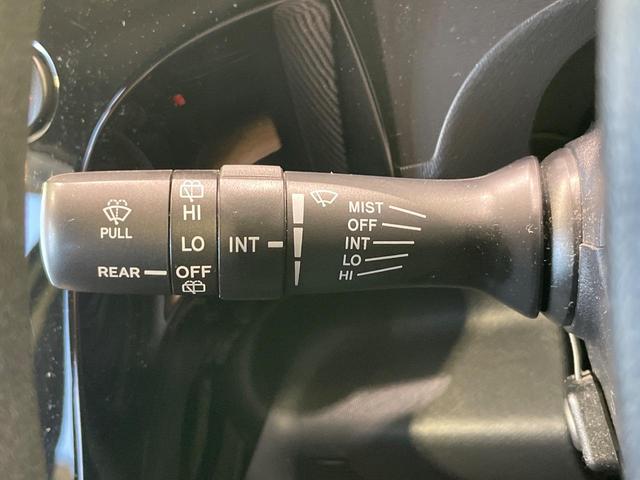 PULL
REAR
HI
LO
OFF
INT
MIST
OFF
INT
LO
HI